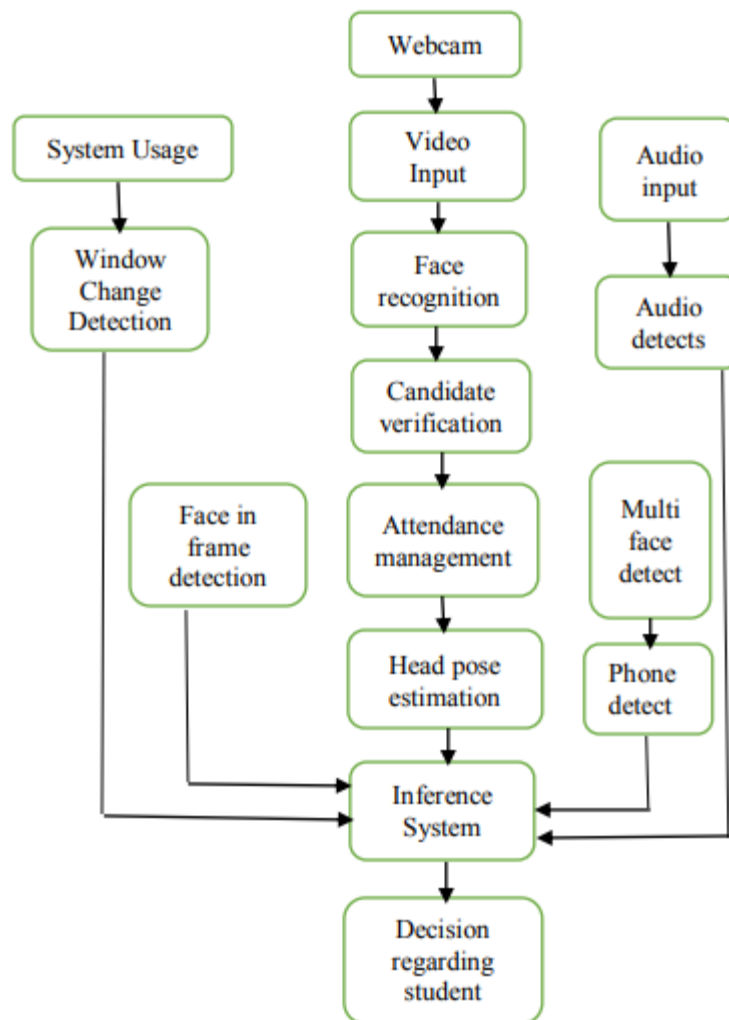 Webcam
System Usage
Video
Input
Audio
input
Window
Change
Detection
Face
recognition
Audio
detects
Candidate
verification
Face in
frame
detection
Attendance
management
Multi
face
detect
Head pose
estimation
Phone
detect
Inference
System
Decision
regarding
student